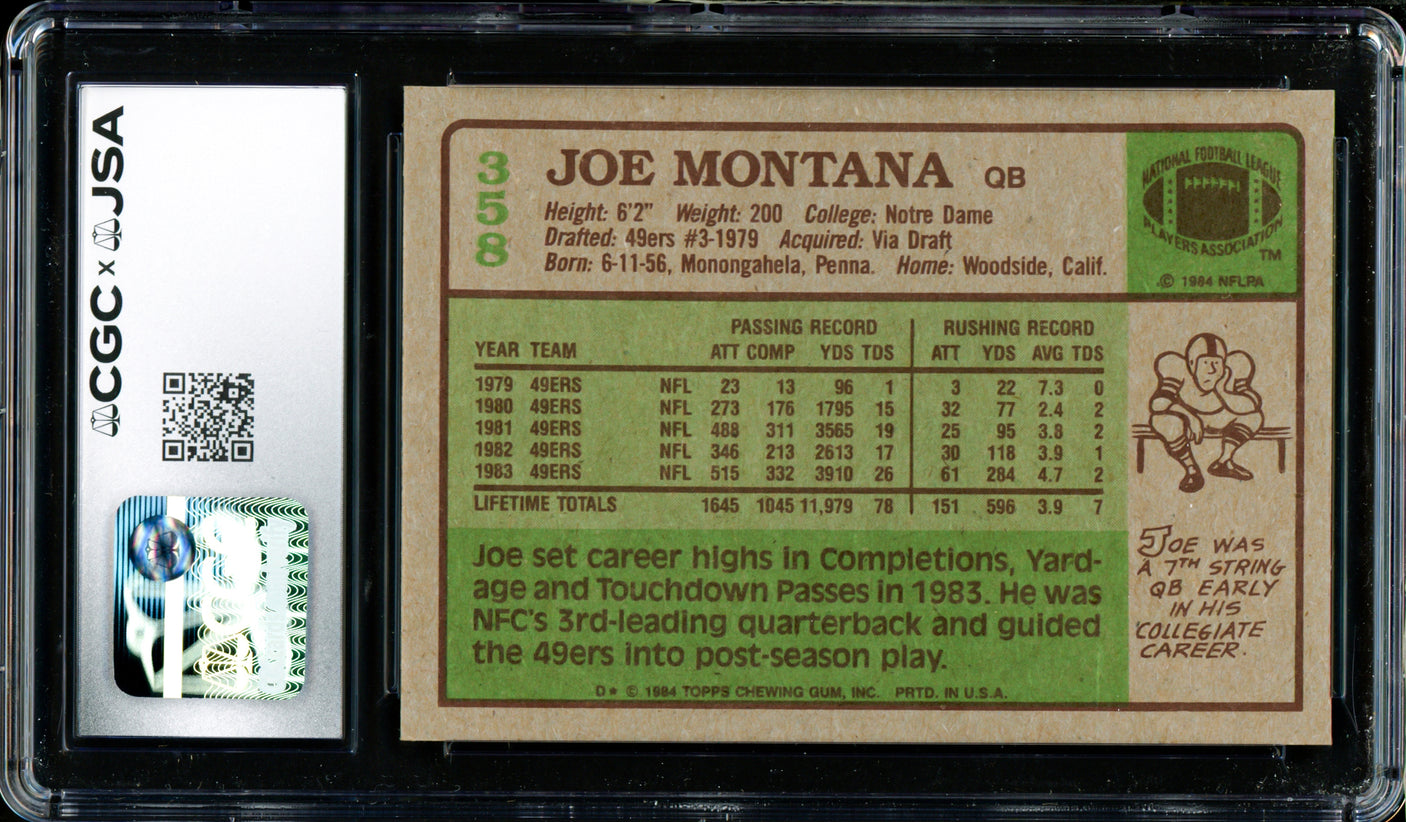 CGC x JSA
358
JOE MONTANA QB
Height: 6'2" Weight: 200 College: Notre Dame
Drafted: 49ers #3-1979 Acquired: Via Draft
Born: 6-11-56, Monongahela, Penna. Home: Woodside, Calif.
NATIONAL FOOTBALL LEAGUE
PLAYERS ASSOCIATION
TM
© 1984 NFLPA
PASSING RECORD RUSHING RECORD
YEAR TEAM ATT COMP YDS TDS ATT YDS AVG TDS
1979 49ERS NFL 23 13 96 1 3 22 7.3 0
1980 49ERS NFL 273 176 1795 15 32 77 2.4 2
1981 49ERS NFL 488 311 3565 19 25 95 3.8 2
1982 49ERS NFL 346 213 2613 17 30 118 3.9 1
1983 49ERS NFL 515 332 3910 26 61 284 4.7 2
LIFETIME TOTALS 1645 1045 11,979 78 151 596 3.9 7
Joe set career highs in Completions, Yard-
age and Touchdown Passes in 1983. He was
NFC's 3rd-leading quarterback and guided
the 49ers into post-season play.
D* © 1984 TOPPS CHEWING GUM, INC. PRTD. IN U.S.A.
JOE WAS
A 7TH STRING
QB EARLY
IN HIS
COLLEGIATE
CAREER.